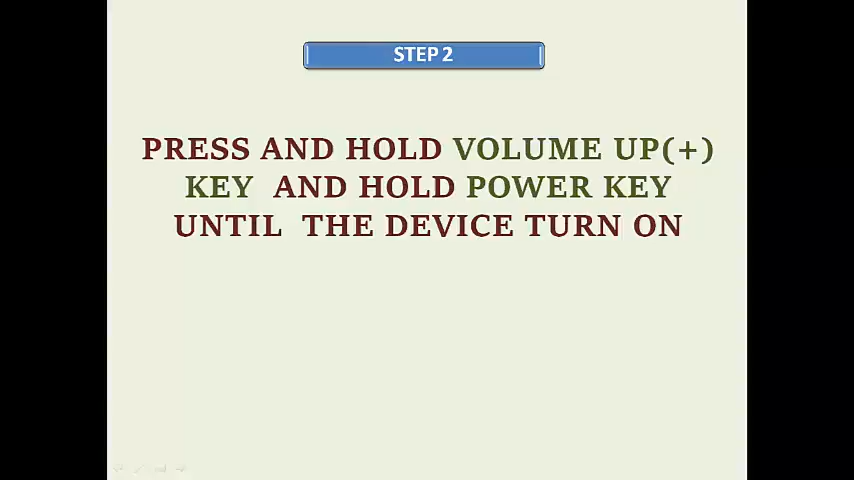 STEP 2
PRESS AND HOLD VOLUME UP(+)
KEY AND HOLD POWER KEY
UNTIL THE DEVICE TURN ON